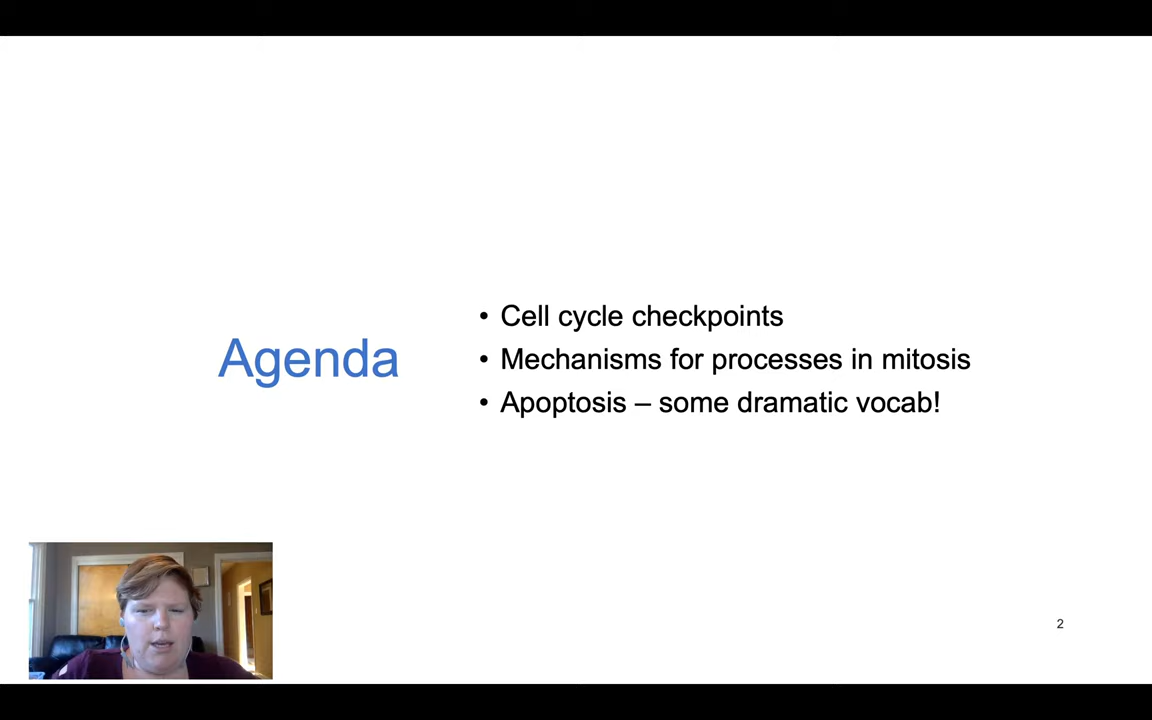 Agenda
• Cell cycle checkpoints
• Mechanisms for processes in mitosis
• Apoptosis – some dramatic vocab!
2